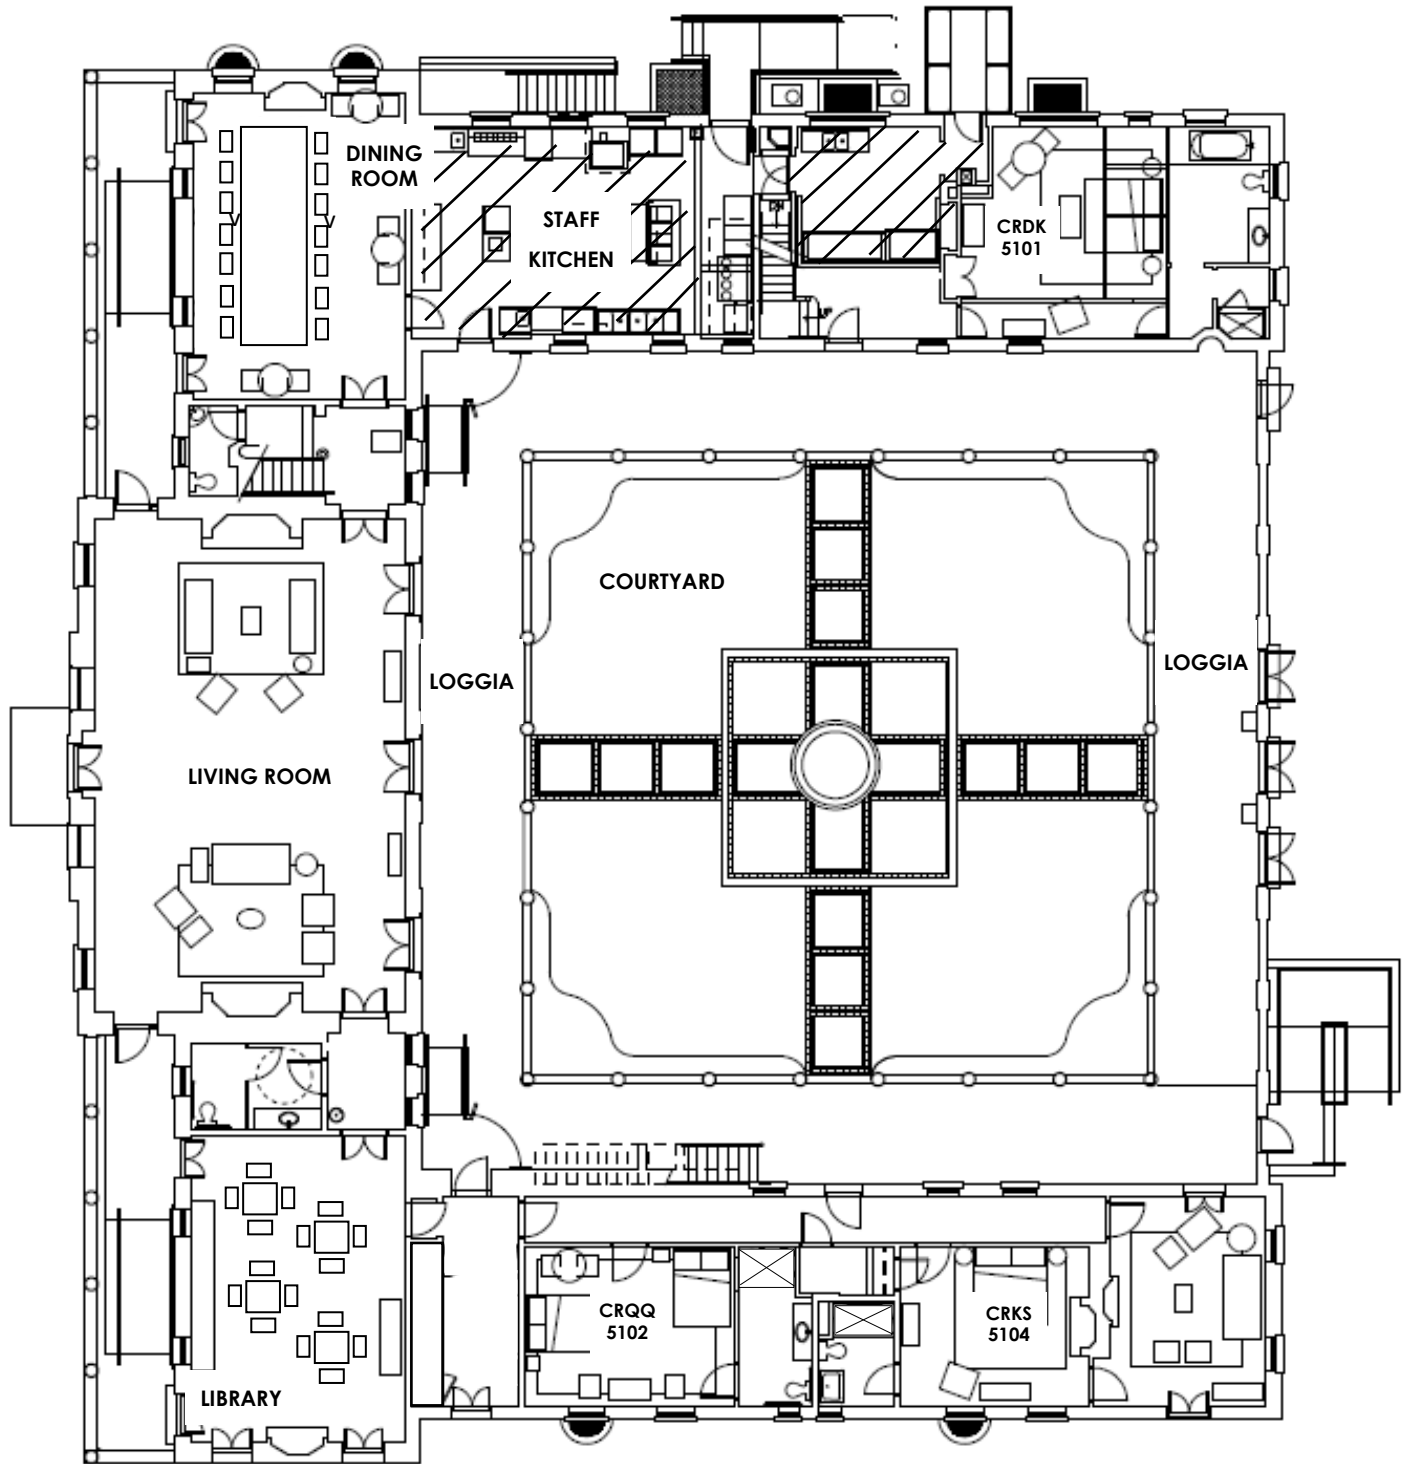 DINING
ROOM
STAFF
KITCHEN
CRDK
5101
COURTYARD
LOGGIA
LOGGIA
LIVING ROOM
CRQQ
5102
CRKS
5104
LIBRARY